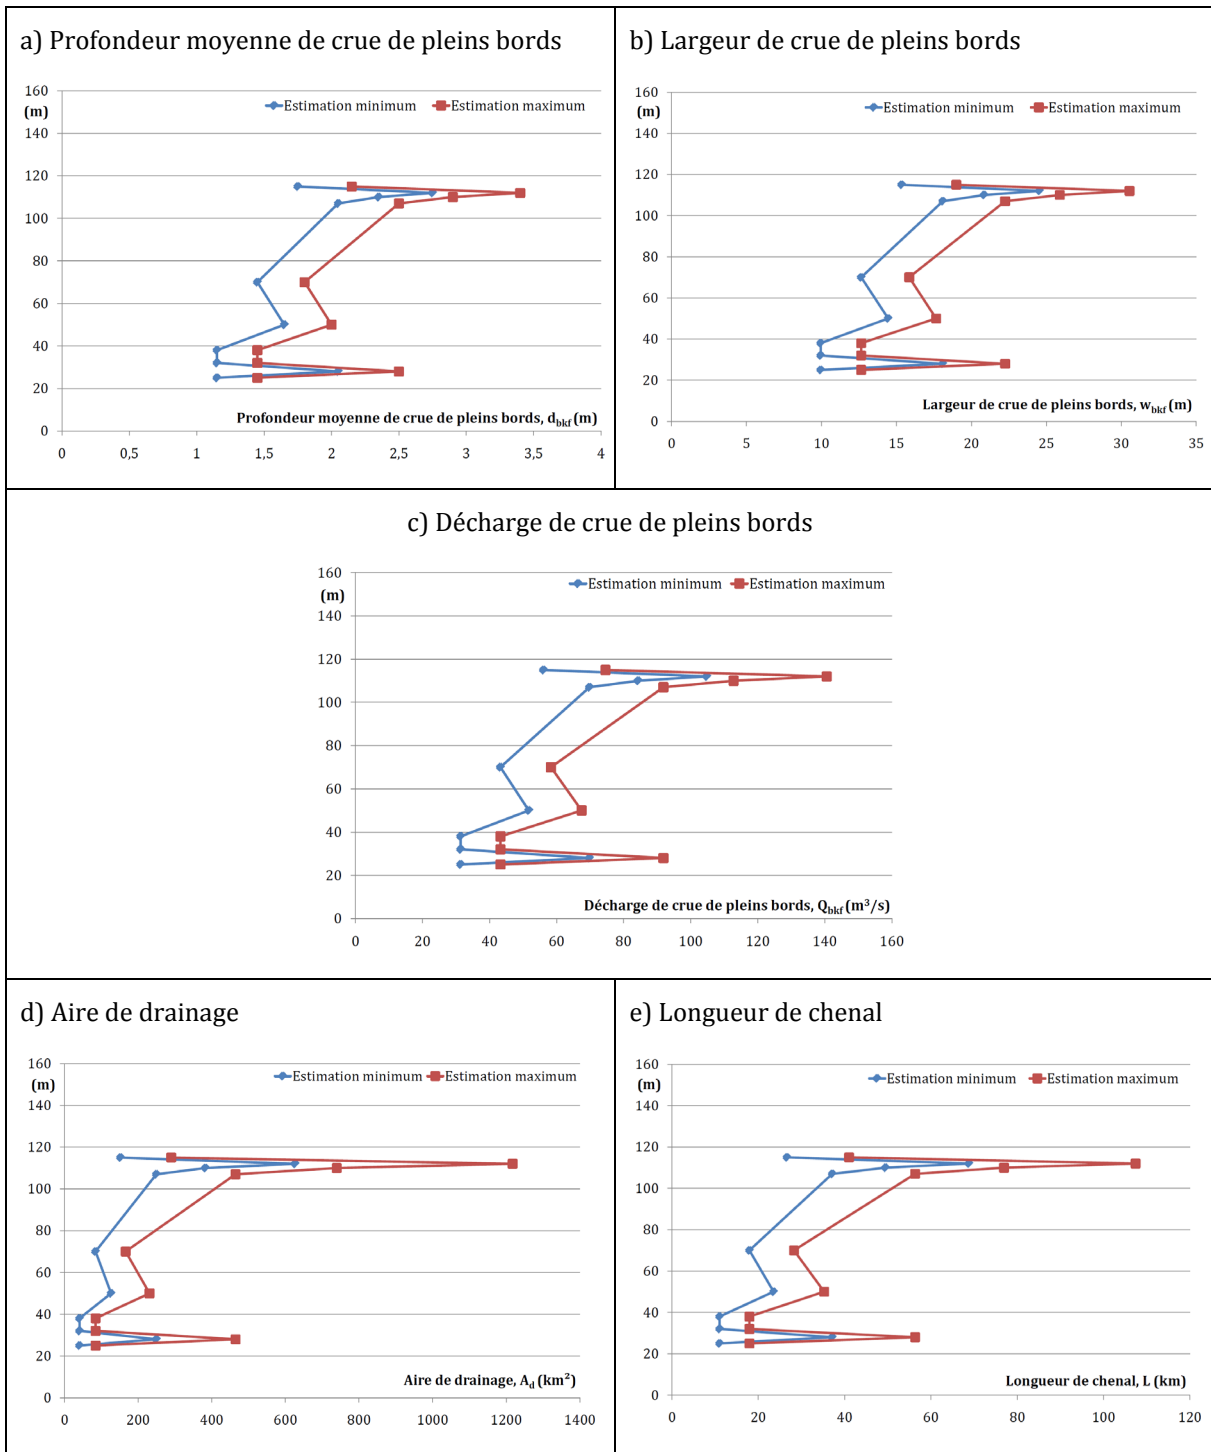 a) Profondeur moyenne de crue de pleins bords
160
(m)
Estimation minimum
Estimation maximum
140
120
100
80
60
40
20
0
Profondeur moyenne de crue de pleins bords, d_bkf (m)
0 0,5 1 1,5 2 2,5 3 3,5 4
b) Largeur de crue de pleins bords
160
(m)
Estimation minimum
Estimation maximum
140
120
100
80
60
40
20
0
Largeur de crue de pleins bords, w_bkf (m)
0 5 10 15 20 25 30 35
c) Décharge de crue de pleins bords
160
(m)
Estimation minimum
Estimation maximum
140
120
100
80
60
40
20
0
Décharge de crue de pleins bords, Q_bkf (m³/s)
0 20 40 60 80 100 120 140 160
d) Aire de drainage
160
(m)
Estimation minimum
Estimation maximum
140
120
100
80
60
40
20
0
Aire de drainage, A_d (km²)
0 200 400 600 800 1000 1200 1400
e) Longueur de chenal
160
(m)
Estimation minimum
Estimation maximum
140
120
100
80
60
40
20
0
Longueur de chenal, L (km)
0 20 40 60 80 100 120